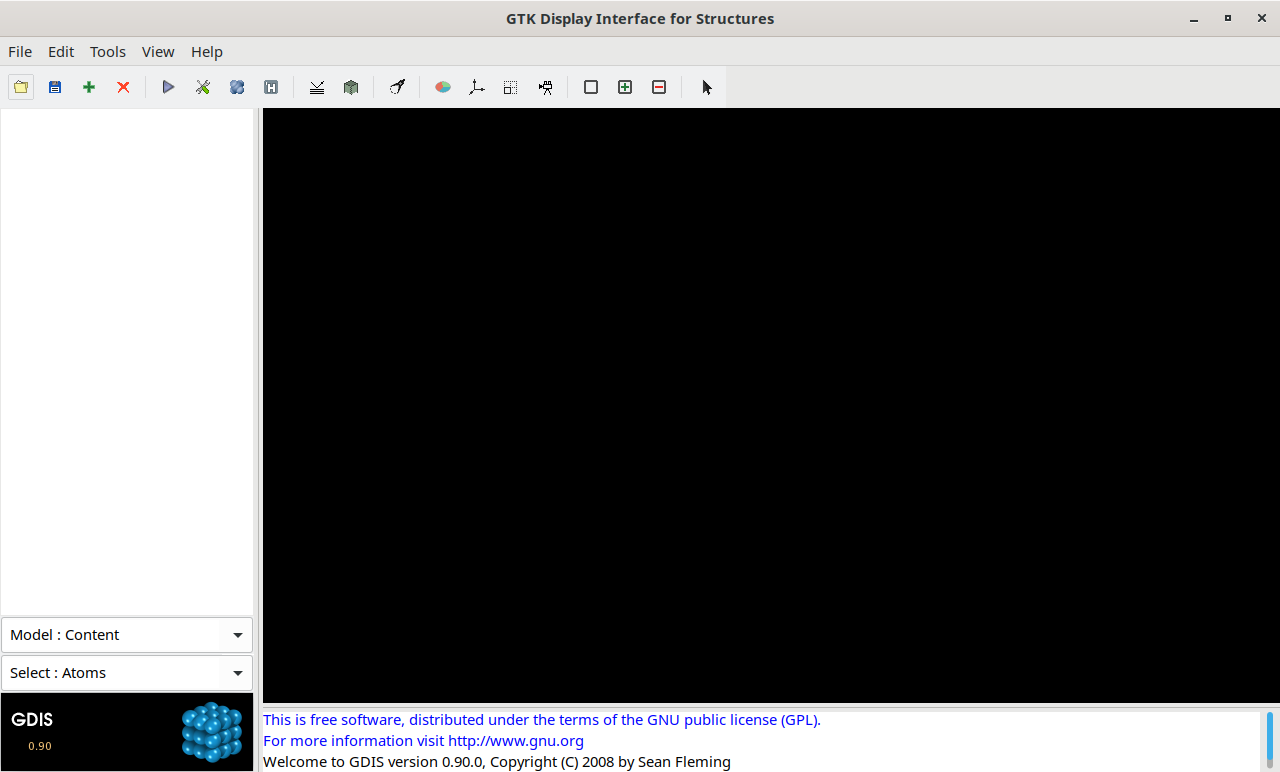 GTK Display Interface for Structures
File Edit Tools View Help
Model : Content
Select : Atoms
GDIS
0.90
This is free software, distributed under the terms of the GNU public license (GPL).
For more information visit http://www.gnu.org
Welcome to GDIS version 0.90.0, Copyright (C) 2008 by Sean Fleming